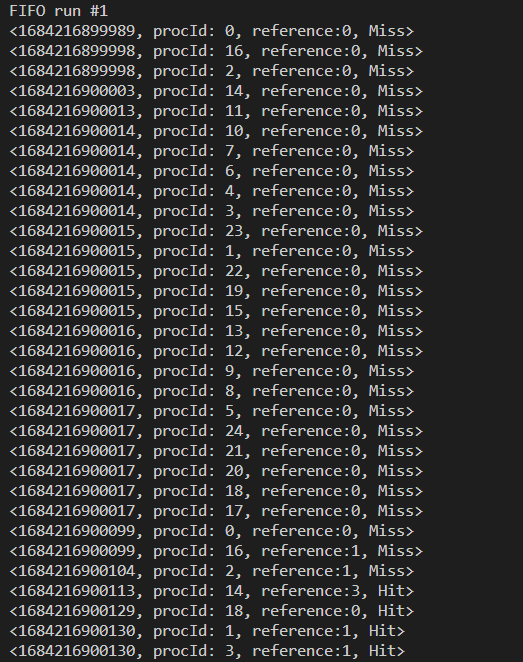 FIFO run #1
<1684216899989, procId: 0, reference:0, Miss>
<1684216899998, procId: 16, reference:0, Miss>
<1684216899998, procId: 2, reference:0, Miss>
<1684216900003, procId: 14, reference:0, Miss>
<1684216900013, procId: 11, reference:0, Miss>
<1684216900014, procId: 10, reference:0, Miss>
<1684216900014, procId: 7, reference:0, Miss>
<1684216900014, procId: 6, reference:0, Miss>
<1684216900014, procId: 4, reference:0, Miss>
<1684216900014, procId: 3, reference:0, Miss>
<1684216900015, procId: 23, reference:0, Miss>
<1684216900015, procId: 1, reference:0, Miss>
<1684216900015, procId: 22, reference:0, Miss>
<1684216900015, procId: 19, reference:0, Miss>
<1684216900015, procId: 15, reference:0, Miss>
<1684216900016, procId: 13, reference:0, Miss>
<1684216900016, procId: 12, reference:0, Miss>
<1684216900016, procId: 9, reference:0, Miss>
<1684216900016, procId: 8, reference:0, Miss>
<1684216900017, procId: 5, reference:0, Miss>
<1684216900017, procId: 24, reference:0, Miss>
<1684216900017, procId: 21, reference:0, Miss>
<1684216900017, procId: 20, reference:0, Miss>
<1684216900017, procId: 18, reference:0, Miss>
<1684216900017, procId: 17, reference:0, Miss>
<1684216900099, procId: 0, reference:0, Miss>
<1684216900099, procId: 16, reference:1, Miss>
<1684216900104, procId: 2, reference:1, Miss>
<1684216900113, procId: 14, reference:3, Hit>
<1684216900129, procId: 18, reference:0, Hit>
<1684216900130, procId: 1, reference:1, Hit>
<1684216900130, procId: 3, reference:1, Hit>